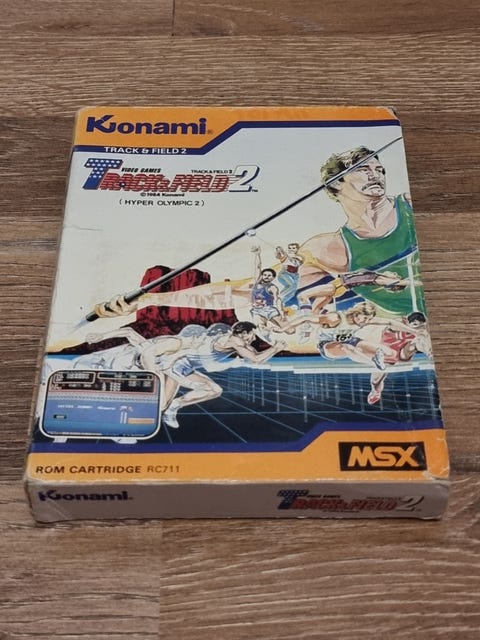 Konami®
TRACK & FIELD 2
VIDEO GAMES
TRACK & FIELD 2
TRACK & FIELD 2™
©1984 Konami
(HYPER OLYMPIC 2)
ROM CARTRIDGE RC711
MSX
Konami®
VIDEO GAMES
TRACK & FIELD 2